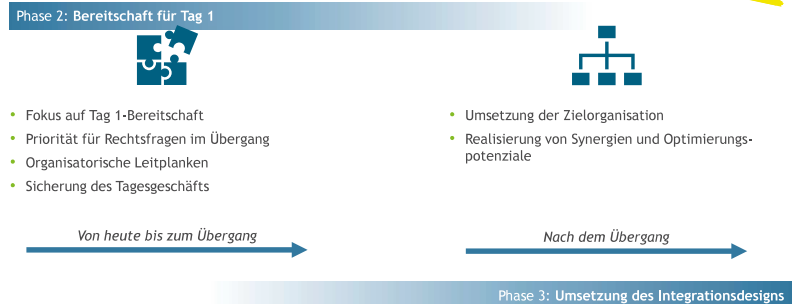 Phase 2: Bereitschaft für Tag 1
• Fokus auf Tag 1-Bereitschaft
• Priorität für Rechtsfragen im Übergang
• Organisatorische Leitplanken
• Sicherung des Tagesgeschäfts
Von heute bis zum Übergang
• Umsetzung der Zielorganisation
• Realisierung von Synergien und Optimierungs-
potenziale
Nach dem Übergang
Phase 3: Umsetzung des Integrationsdesigns